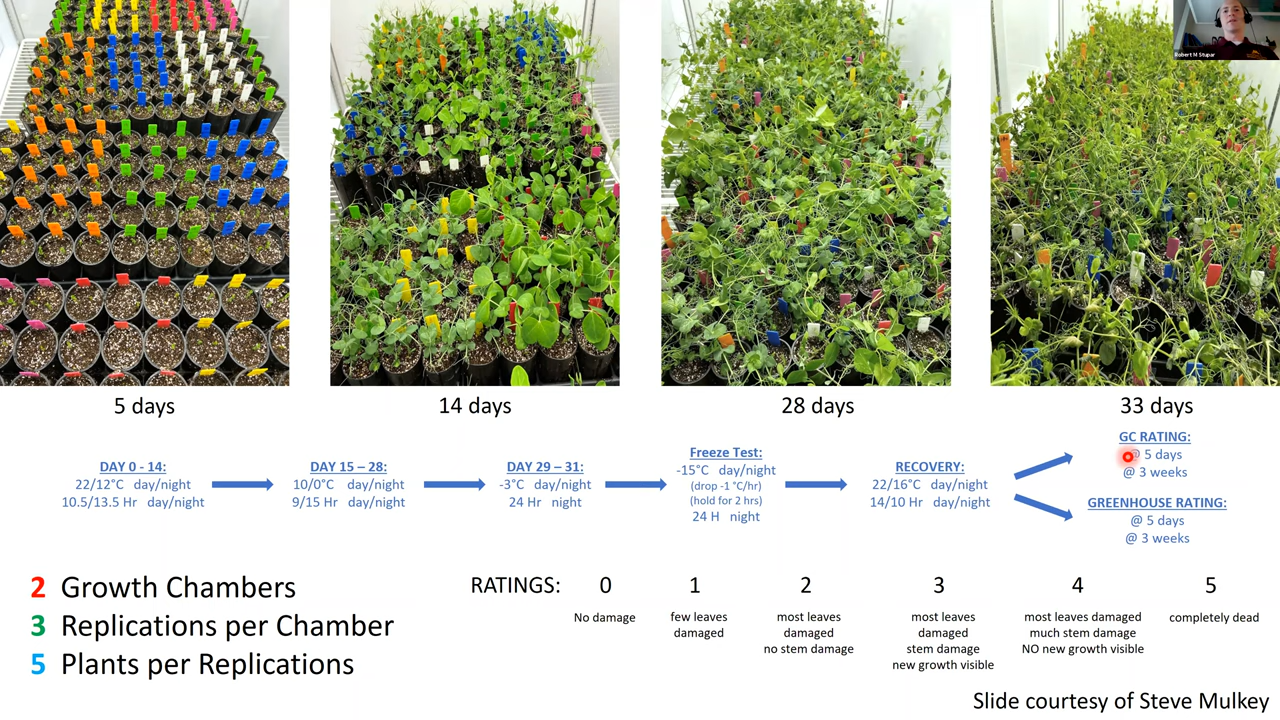 Robert M Stupar
5 days
14 days
28 days
33 days
DAY 0 - 14:
22/12°C day/night
10.5/13.5 Hr day/night
DAY 15 – 28:
10/0°C day/night
9/15 Hr day/night
DAY 29 – 31:
-3°C day/night
24 Hr night
Freeze Test:
-15°C day/night
(drop -1 °C/hr)
(hold for 2 hrs)
24 H night
RECOVERY:
22/16°C day/night
14/10 Hr day/night
GC RATING:
@ 5 days
@ 3 weeks
GREENHOUSE RATING:
@ 5 days
@ 3 weeks
2 Growth Chambers
3 Replications per Chamber
5 Plants per Replications
RATINGS: 0 1 2 3 4 5
No damage
few leaves
damaged
most leaves
damaged
no stem damage
most leaves
damaged
stem damage
new growth visible
most leaves damaged
much stem damage
NO new growth visible
completely dead
Slide courtesy of Steve Mulkey